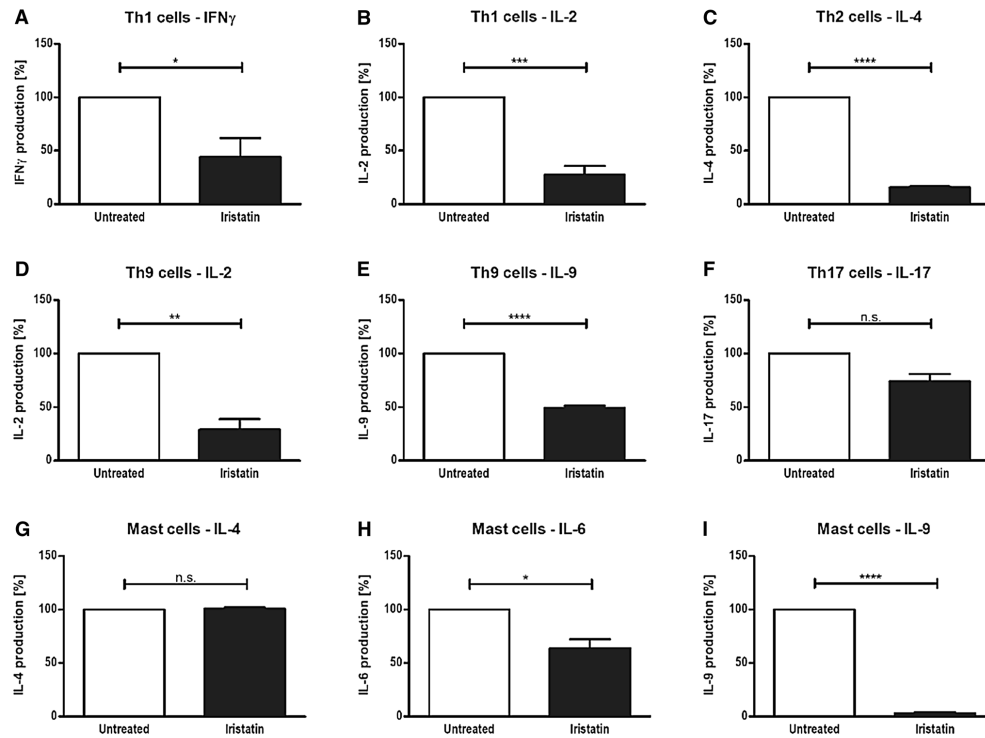 A Th1 cells - IFNγ
IFNγ production [%]
150
100
50
0
*
Untreated Iristatin
B Th1 cells - IL-2
IL-2 production [%]
150
100
50
0
***
Untreated Iristatin
C Th2 cells - IL-4
IL-4 production [%]
150
100
50
0
****
Untreated Iristatin
D Th9 cells - IL-2
IL-2 production [%]
150
100
50
0
**
Untreated Iristatin
E Th9 cells - IL-9
IL-9 production [%]
150
100
50
0
****
Untreated Iristatin
F Th17 cells - IL-17
IL-17 production [%]
150
100
50
0
n.s.
Untreated Iristatin
G Mast cells - IL-4
IL-4 production [%]
150
100
50
0
n.s.
Untreated Iristatin
H Mast cells - IL-6
IL-6 production [%]
150
100
50
0
*
Untreated Iristatin
I Mast cells - IL-9
IL-9 production [%]
150
100
50
0
****
Untreated Iristatin